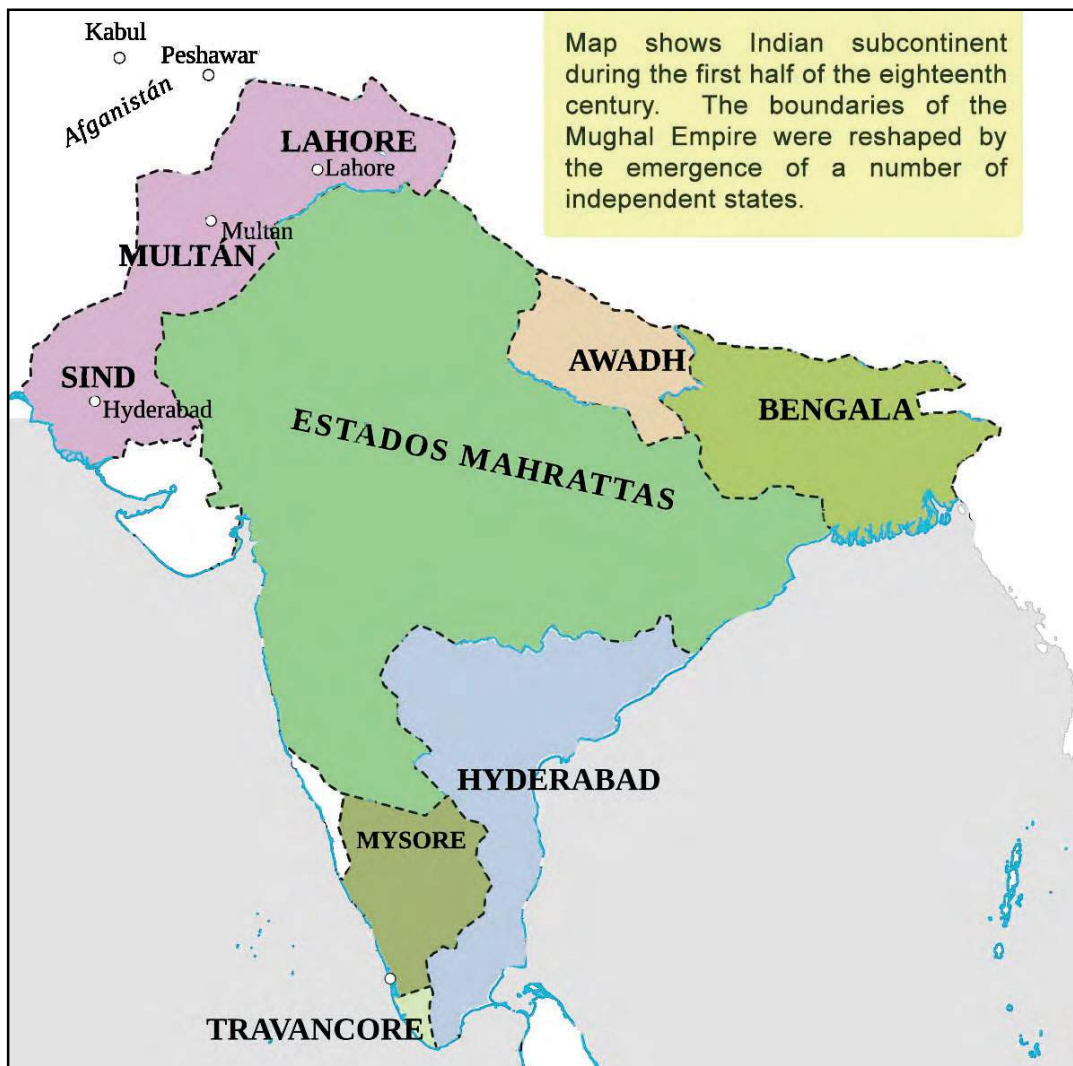 Kabul
Peshawar
Afganistán
Map shows Indian subcontinent
during the first half of the eighteenth
century. The boundaries of the
Mughal Empire were reshaped by
the emergence of a number of
independent states.
LAHORE
Lahore
Multán
MULTÁN
SIND
Hyderabad
AWADH
BENGALA
ESTADOS MAHRATTAS
HYDERABAD
MYSORE
TRAVANCORE